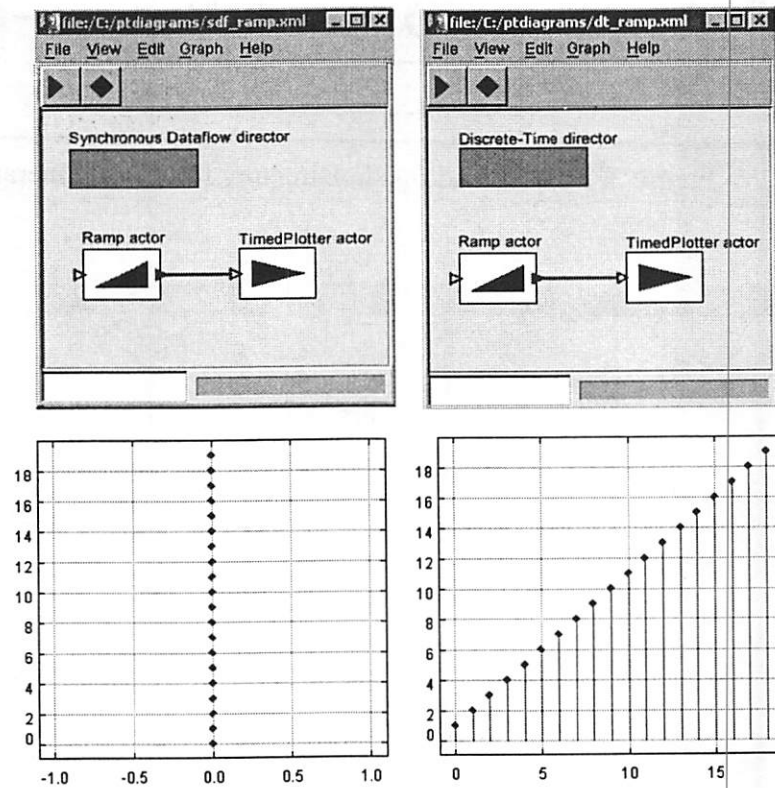 file:/C:/ptdiagrams/sdf_ramp.xml
File View Edit Graph Help
Synchronous Dataflow director
Ramp actor
TimedPlotter actor
file:/C:/ptdiagrams/dt_ramp.xml
File View Edit Graph Help
Discrete-Time director
Ramp actor
TimedPlotter actor
18
16
14
12
10
8
6
4
2
0
-1.0 -0.5 0.0 0.5 1.0
18
16
14
12
10
8
6
4
2
0
0 5 10 15